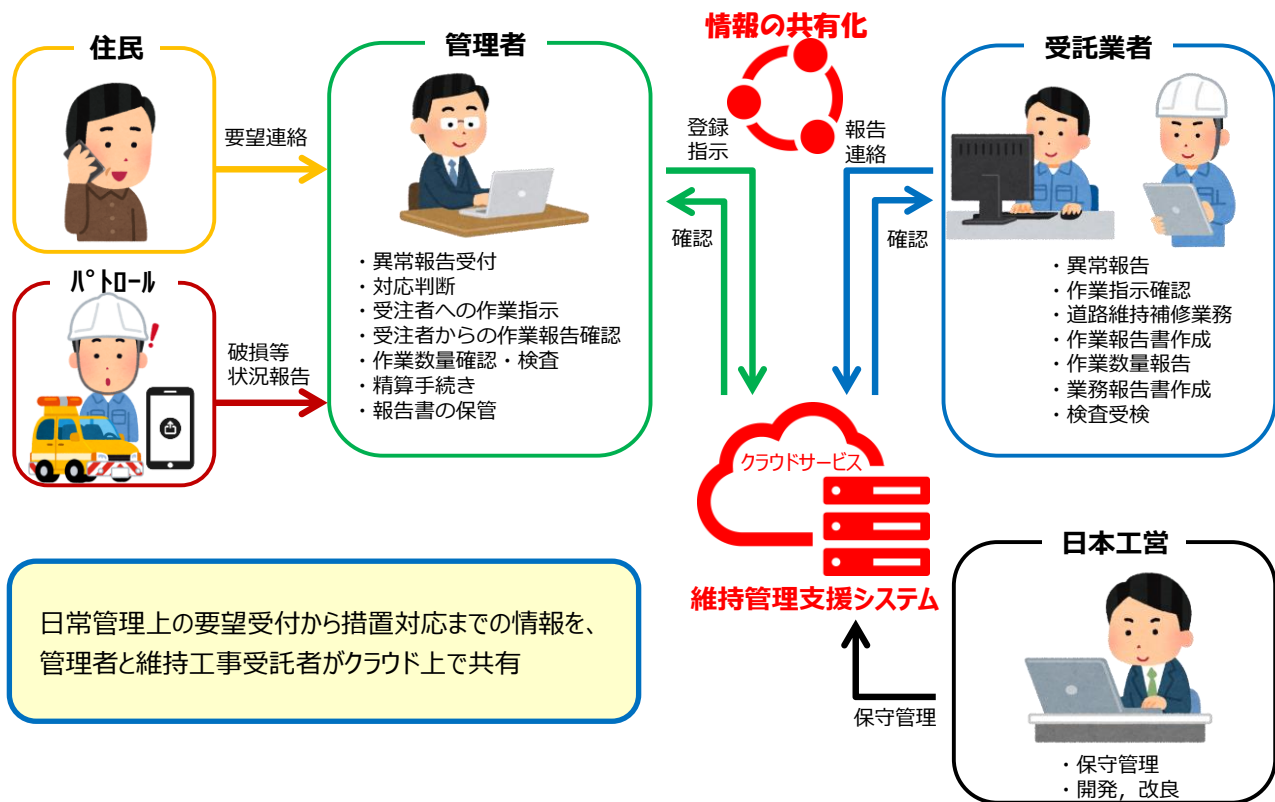 住民
要望連絡
パトロール
破損等
状況報告
管理者
・異常報告受付
・対応判断
・受注者への作業指示
・受注者からの作業報告確認
・作業数量確認・検査
・精算手続き
・報告書の保管
情報の共有化
登録
指示
確認
報告
連絡
確認
受託業者
・異常報告
・作業指示確認
・道路維持補修業務
・作業報告書作成
・作業数量報告
・業務報告書作成
・検査受検
クラウドサービス
維持管理支援システム
保守管理
日本工営
・保守管理
・開発，改良
日常管理上の要望受付から措置対応までの情報を、
管理者と維持工事受託者がクラウド上で共有